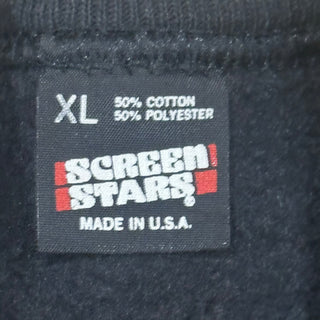 XL
50% COTTON
50% POLYESTER
SCREEN
STARS
MADE IN U.S.A.